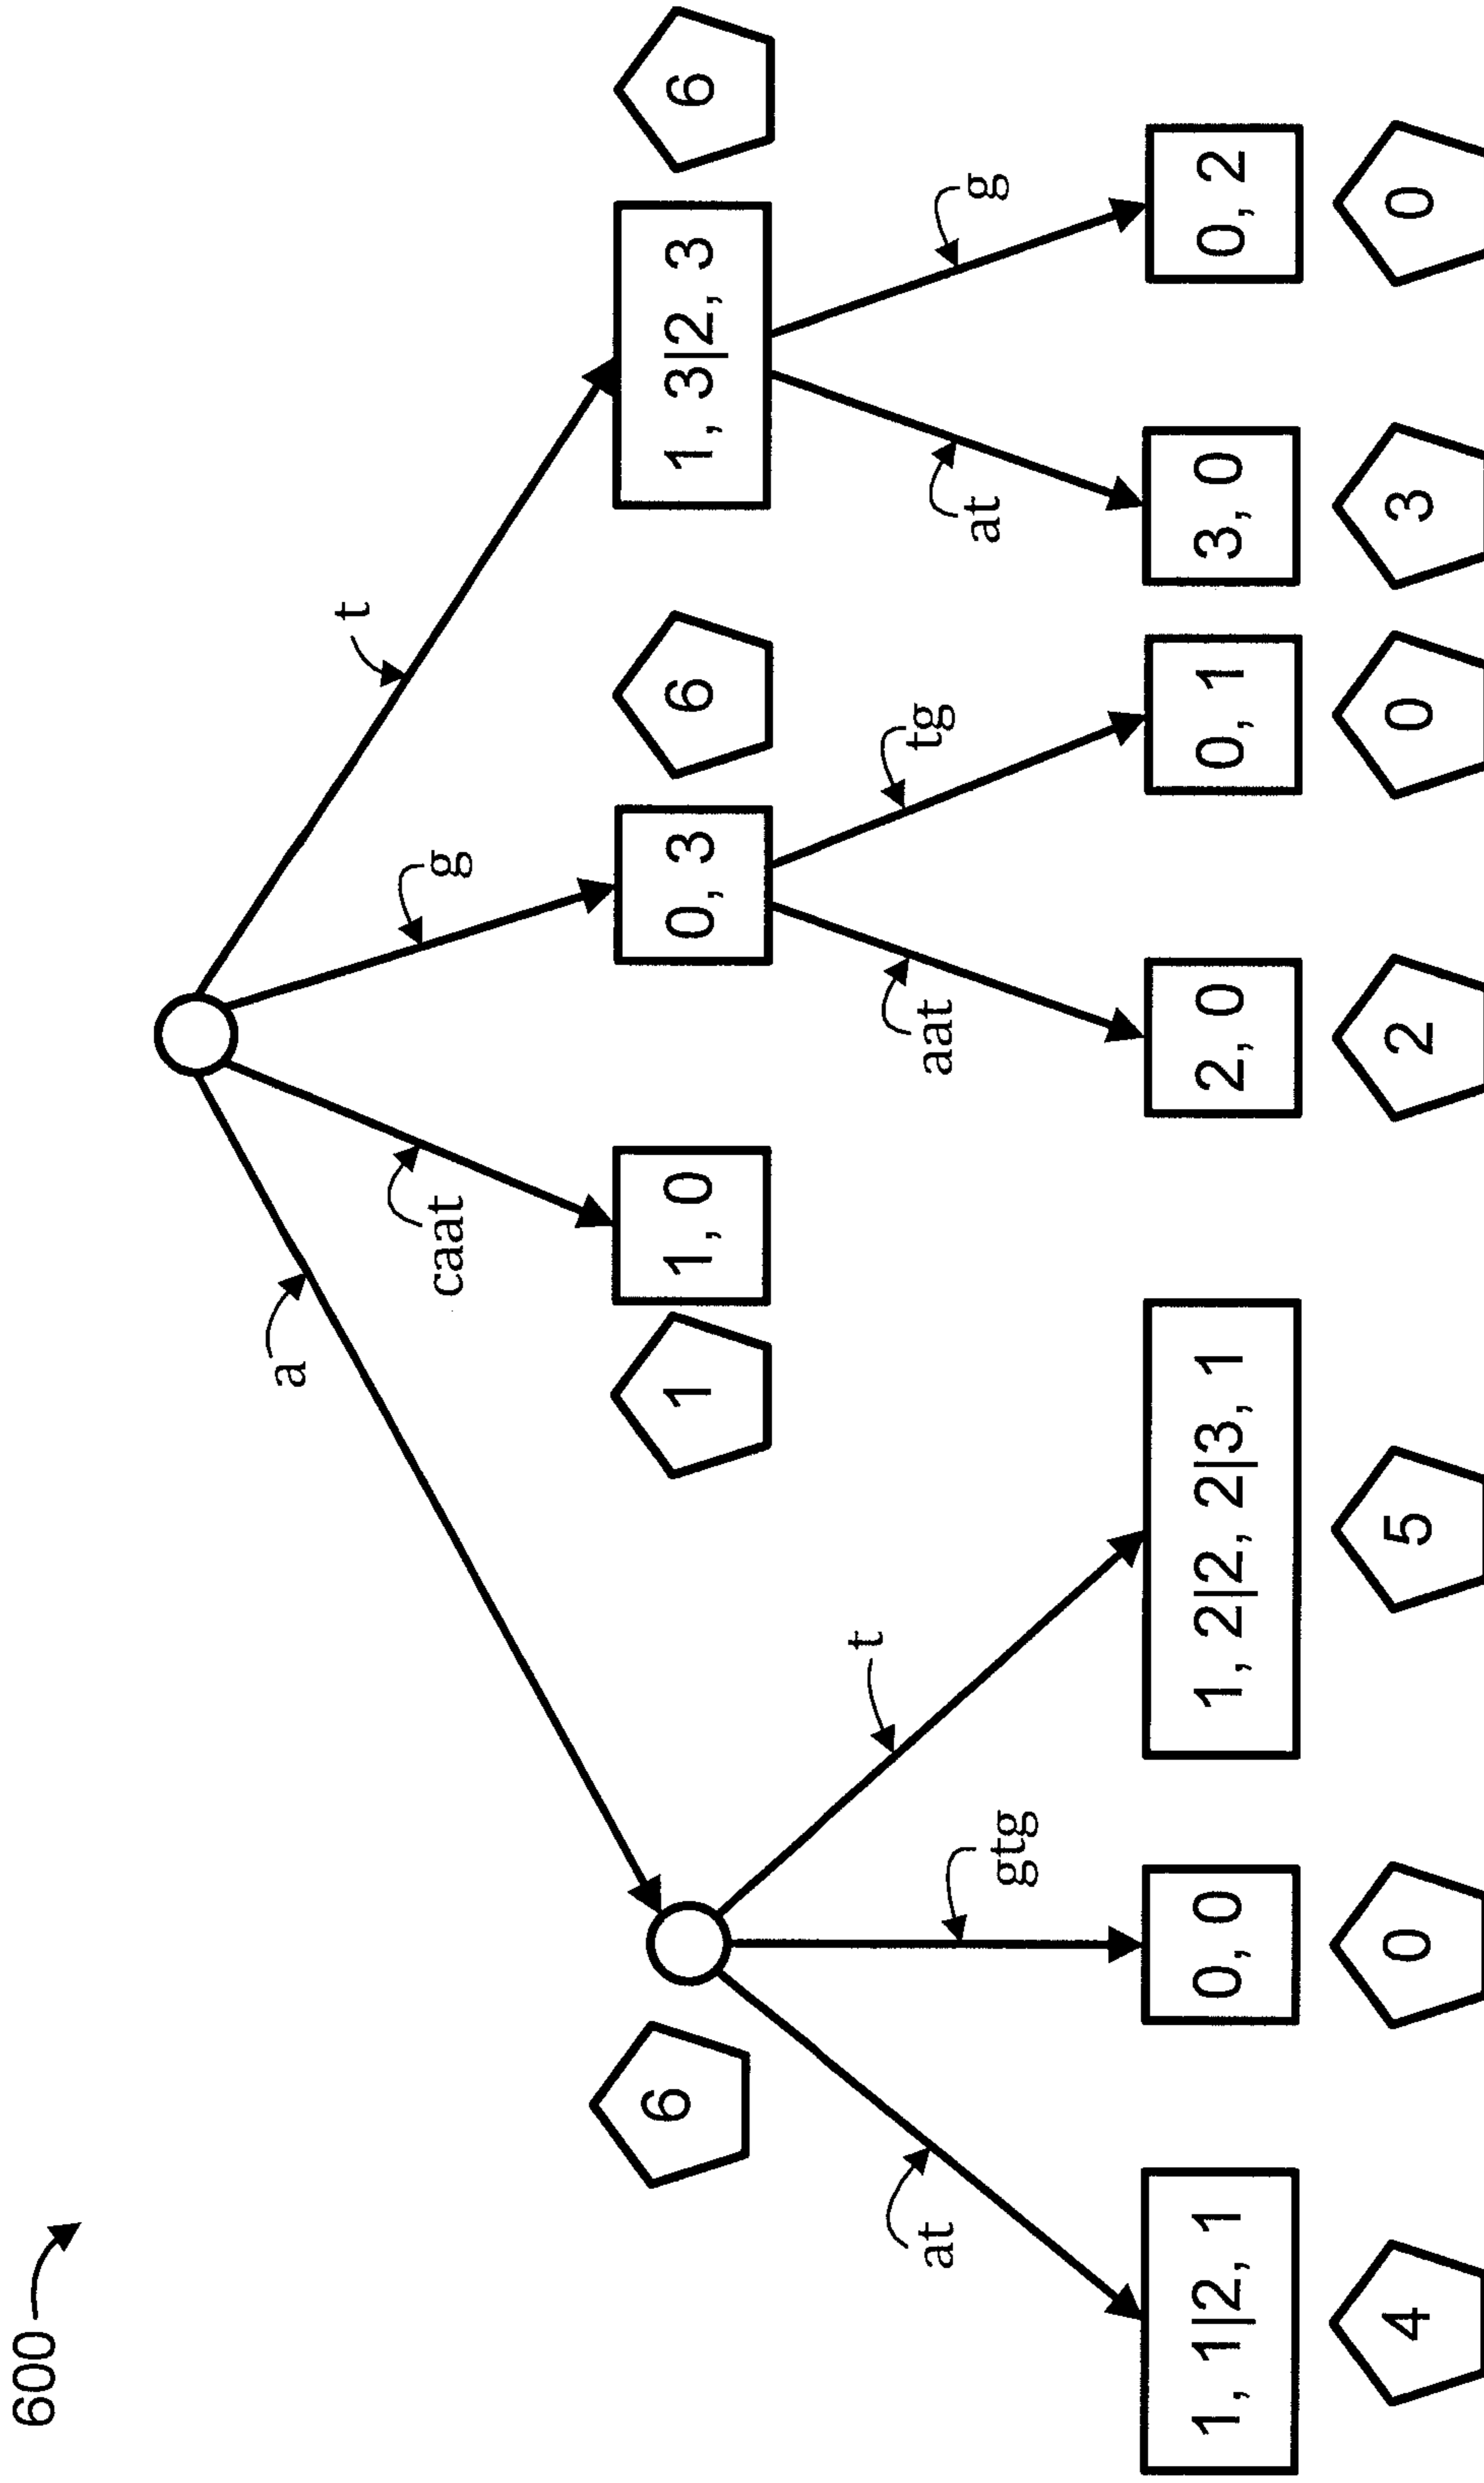 600
a
caat
g
t
6
1
1, 0
0, 3
6
1, 3|2, 3
6
at
gtg
t
aat
tg
at
g
1, 1|2, 1
0, 0
1, 2|2, 2|3, 1
2, 0
0, 1
3, 0
0, 2
4
0
5
2
0
3
0